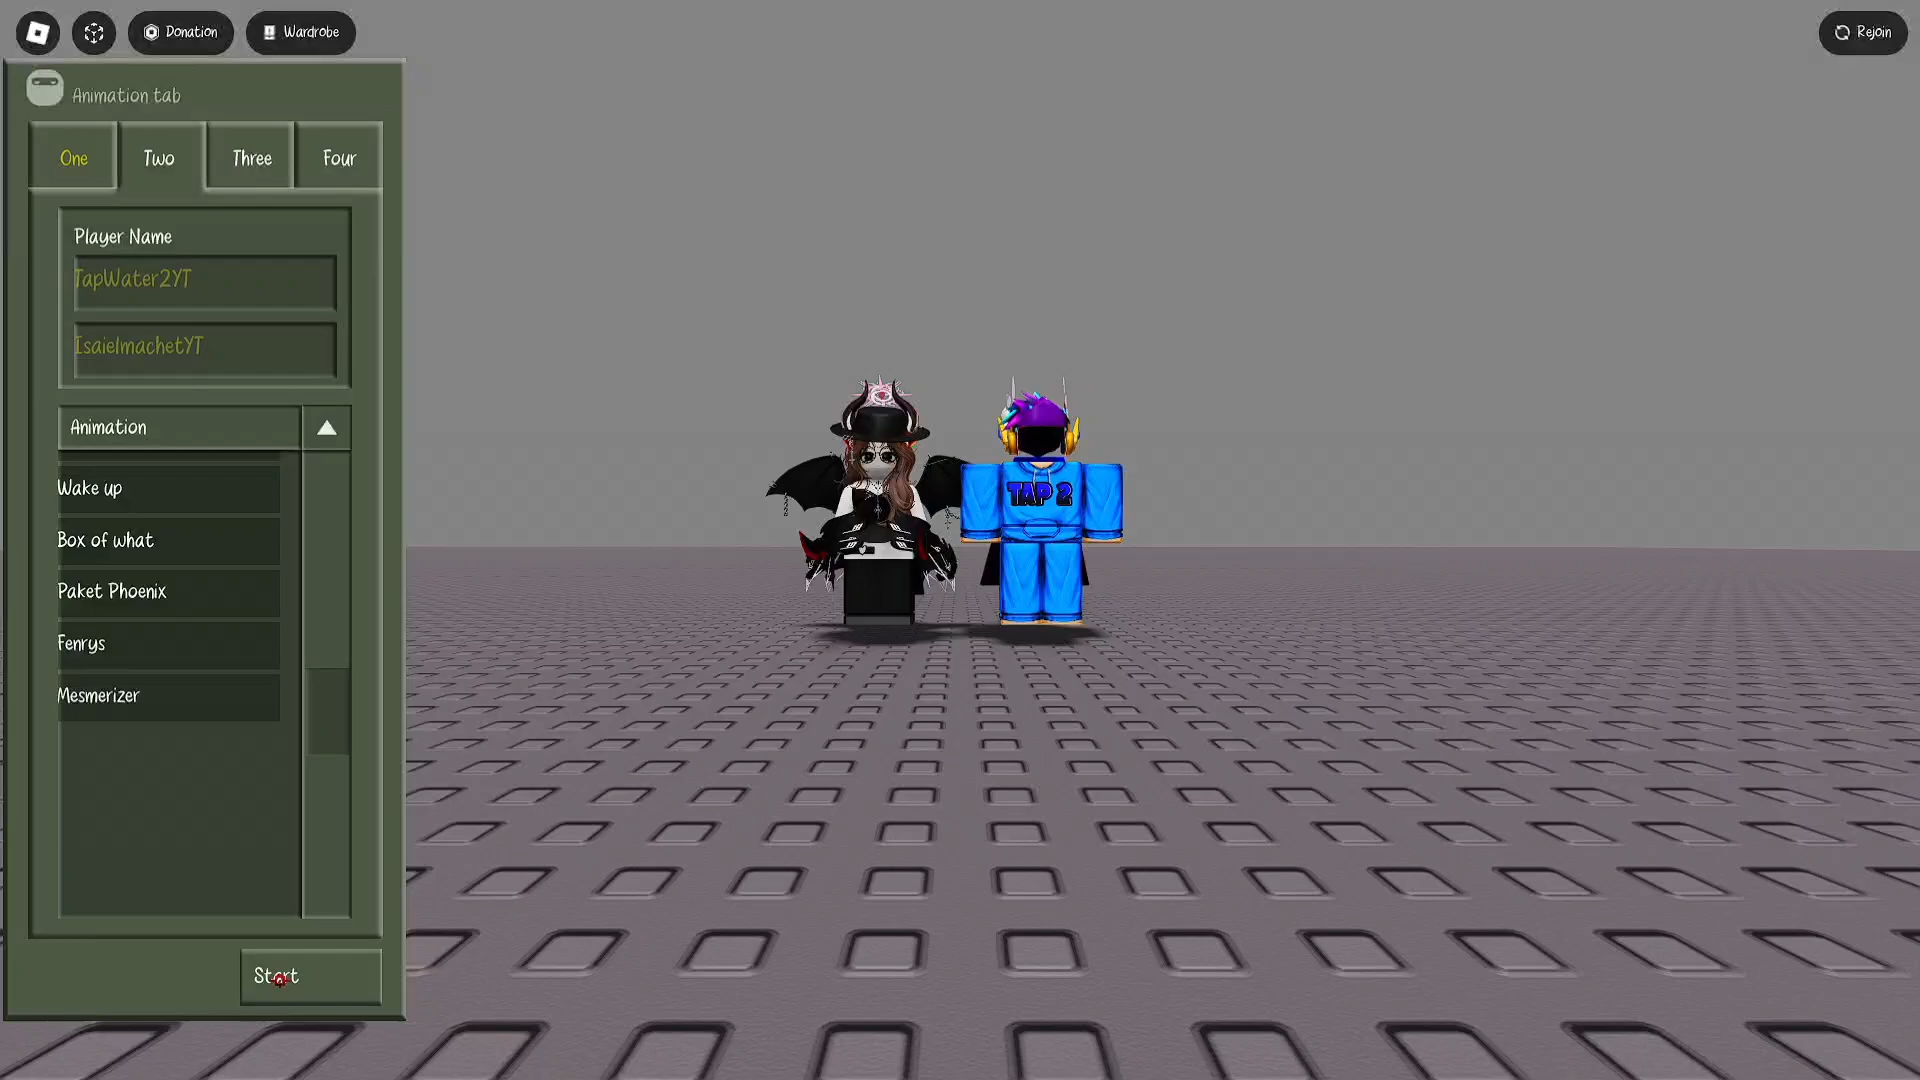 Donation
Wardrobe
Rejoin
Animation tab
One
Two
Three
Four
Player Name
TapWater2YT
IsaielmachetYT
Animation
Wake up
Box of what
Paket Phoenix
Fenrys
Mesmerizer
Start
TAP 2